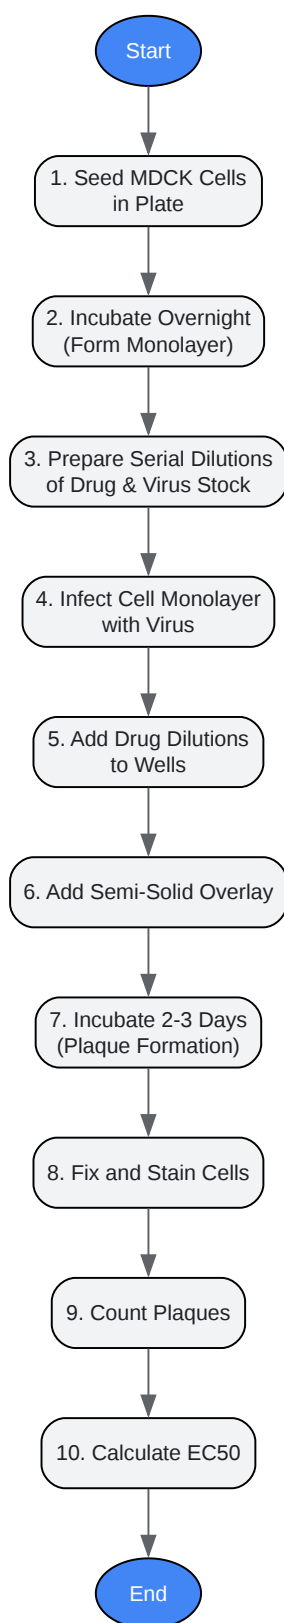 Start
1. Seed MDCK Cells
in Plate
2. Incubate Overnight
(Form Monolayer)
3. Prepare Serial Dilutions
of Drug & Virus Stock
4. Infect Cell Monolayer
with Virus
5. Add Drug Dilutions
to Wells
6. Add Semi-Solid Overlay
7. Incubate 2-3 Days
(Plaque Formation)
8. Fix and Stain Cells
9. Count Plaques
10. Calculate EC50
End